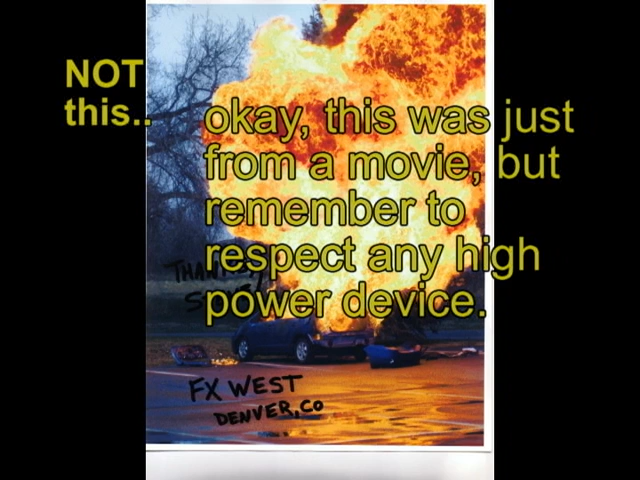 NOT
this..
okay, this was just
from a movie, but
remember to
respect any high
power device.
FX WEST
DENVER, CO